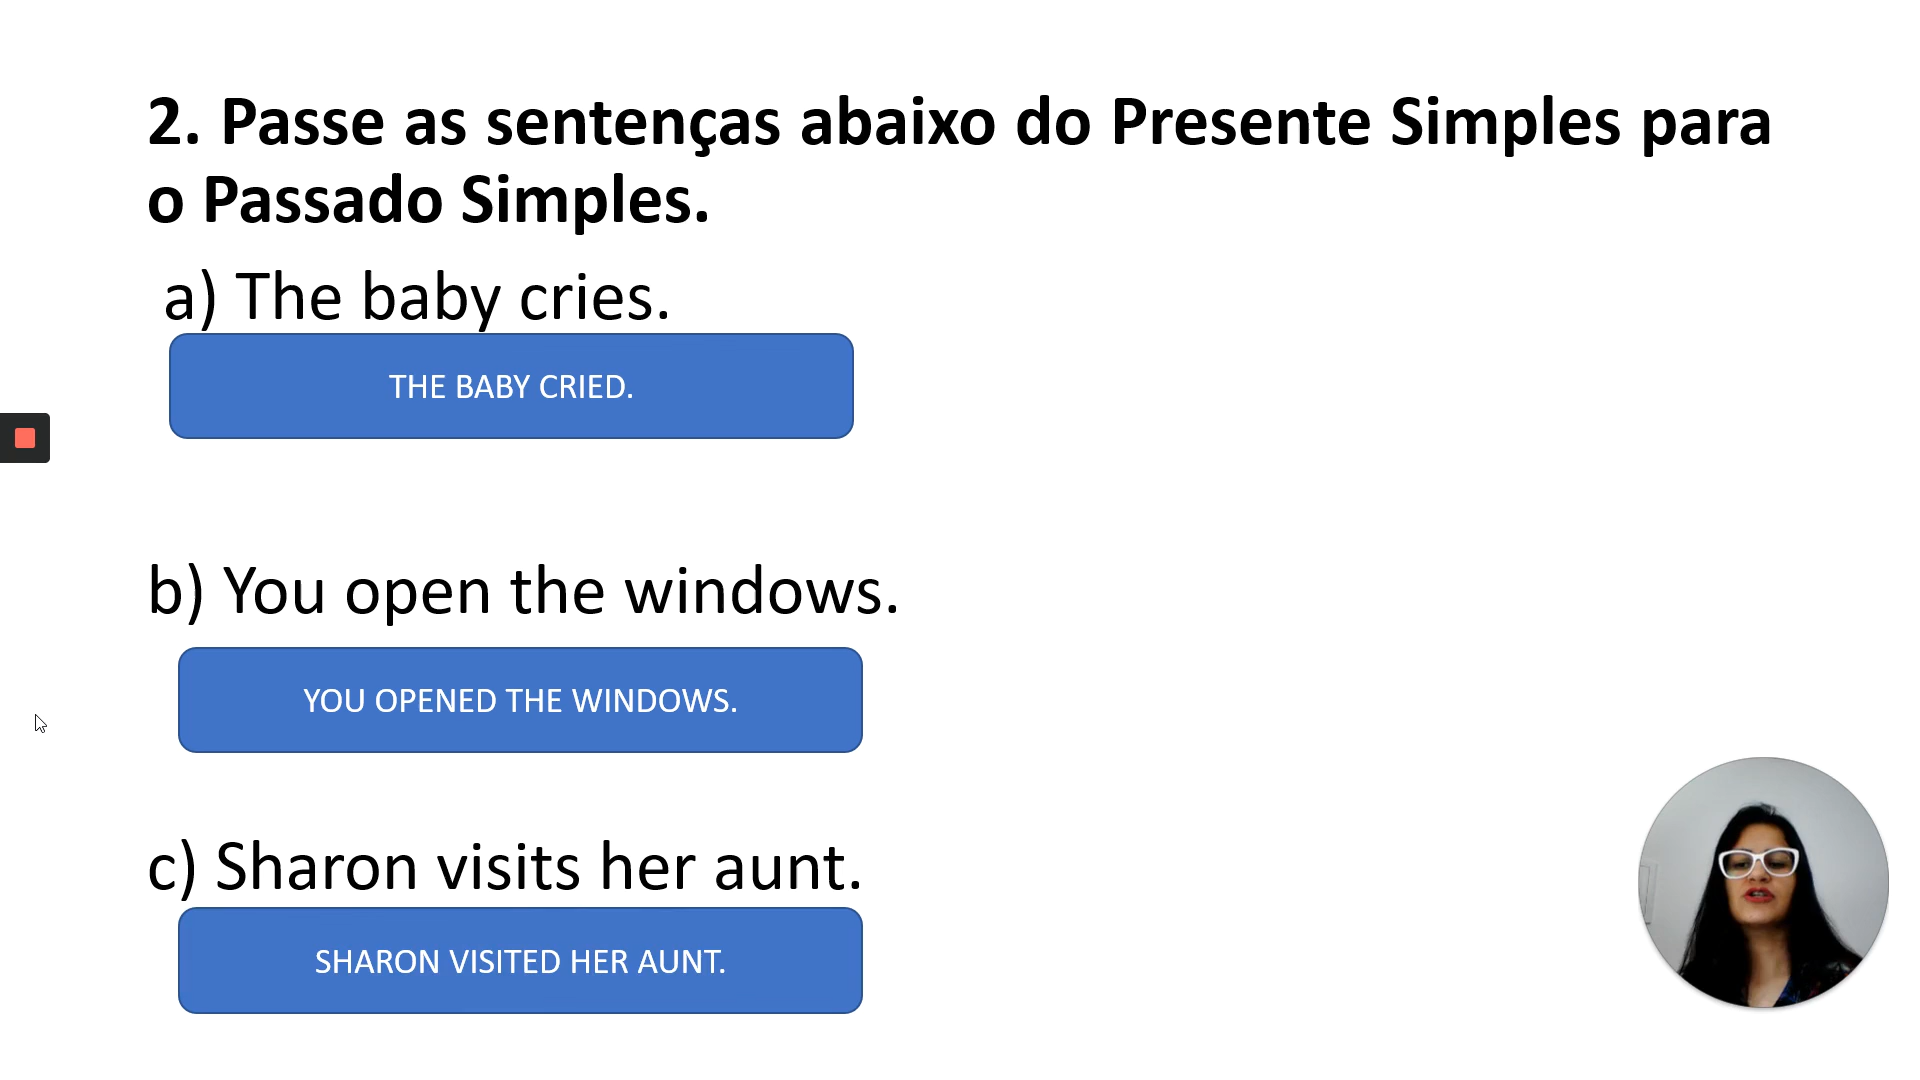 2. Passe as sentenças abaixo do Presente Simples para
o Passado Simples.
a) The baby cries.
THE BABY CRIED.
b) You open the windows.
YOU OPENED THE WINDOWS.
c) Sharon visits her aunt.
SHARON VISITED HER AUNT.